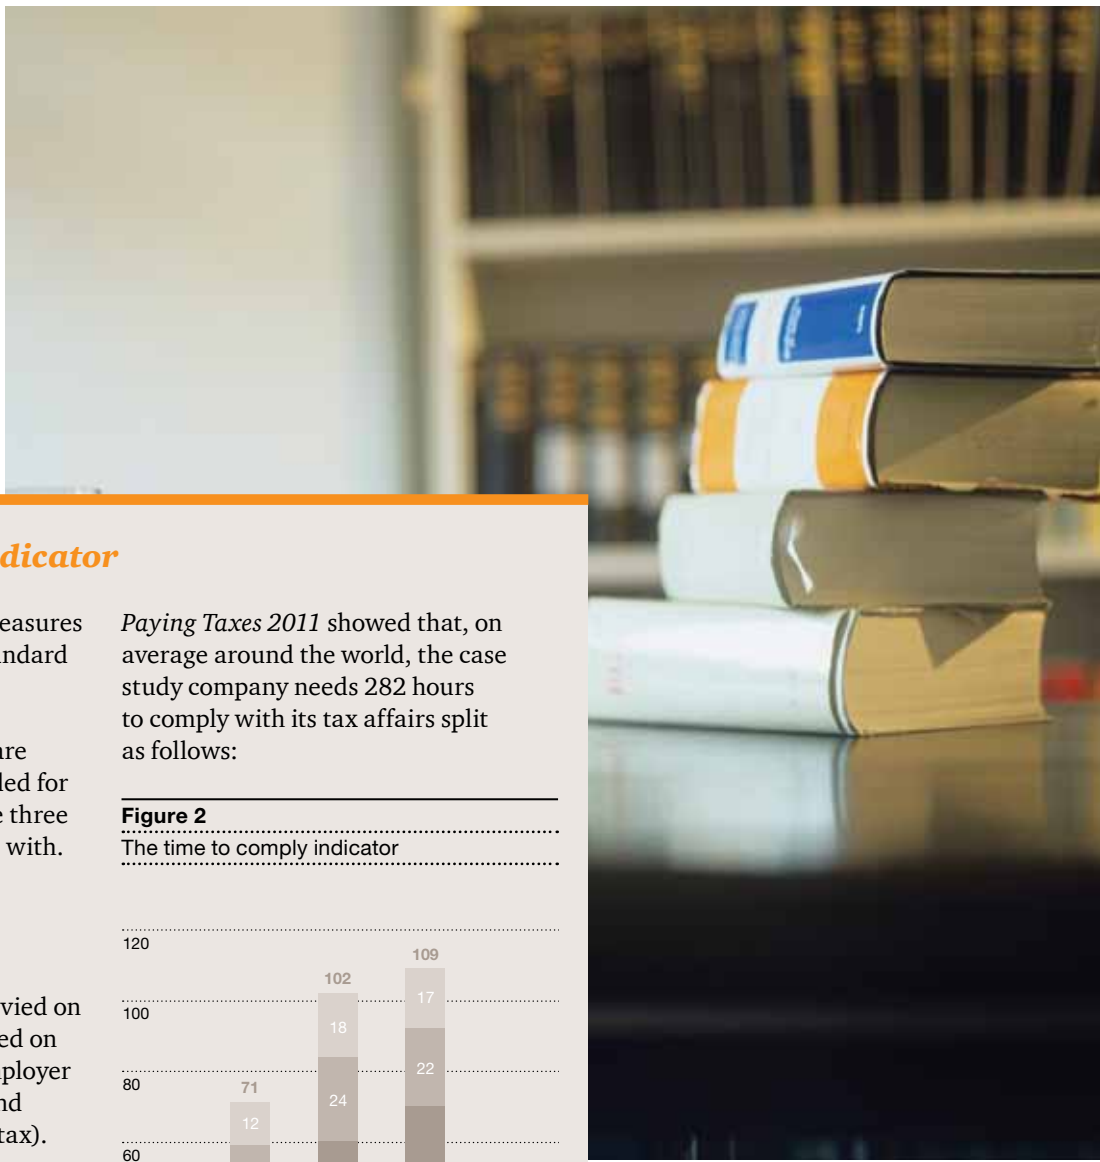 dicator
easures
ndard
are
led for
e three
with.
vied on
ed on
ployer
nd
tax).
Paying Taxes 2011 showed that, on
average around the world, the case
study company needs 282 hours
to comply with its tax affairs split
as follows:
Figure 2
The time to comply indicator
120
109
102
17
100
18
22
80
71
24
12
60